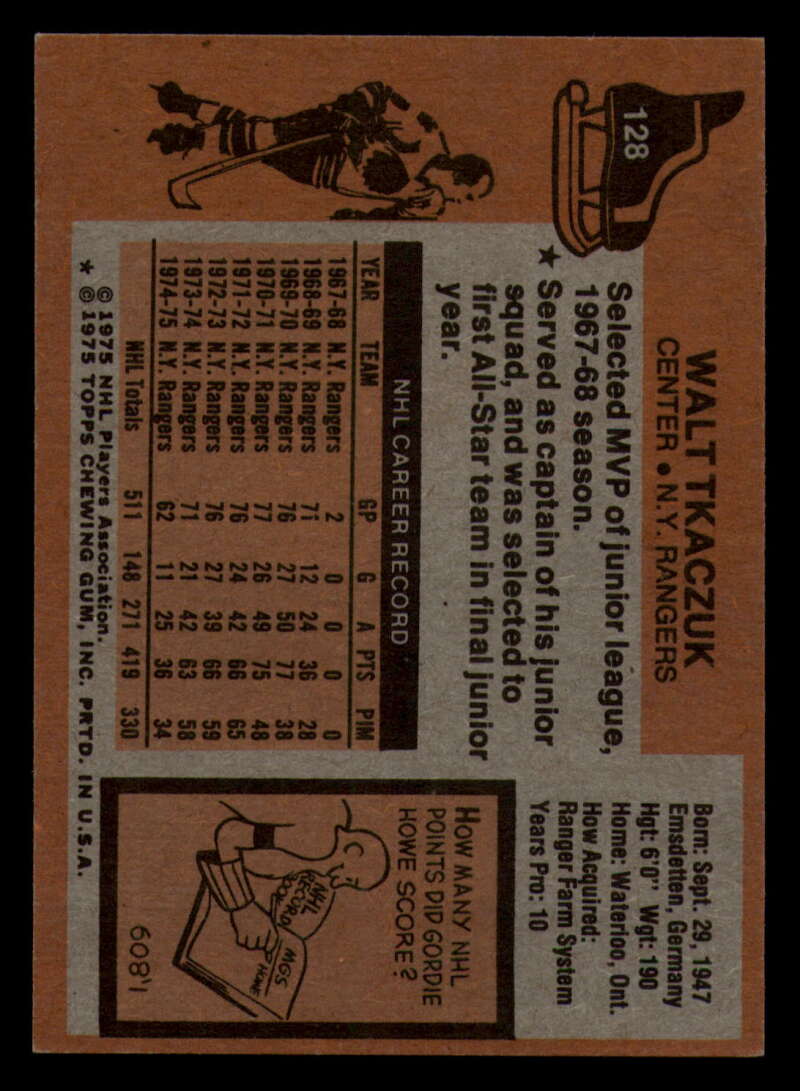 128
WALT TKACZUK
CENTER • N.Y. RANGERS
Selected MVP of junior league,
1967-68 season.
★ Served as captain of his junior
squad, and was selected to
first All-Star team in final junior
year.
Born: Sept. 29, 1947
Emsdetten, Germany
Hgt: 6'0" Wgt: 190
Home: Waterloo, Ont.
How Acquired:
Ranger Farm System
Years Pro: 10
NHL CAREER RECORD
YEAR TEAM GP G A PTS PIM
1967-68 N.Y. Rangers 2 0 0 0 0
1968-69 N.Y. Rangers 71 12 24 36 28
1969-70 N.Y. Rangers 76 27 50 77 38
1970-71 N.Y. Rangers 77 26 49 75 48
1971-72 N.Y. Rangers 76 24 42 66 65
1972-73 N.Y. Rangers 76 27 39 66 59
1973-74 N.Y. Rangers 71 21 42 63 58
1974-75 N.Y. Rangers 62 11 25 36 34
NHL Totals 511 148 271 419 330
HOW MANY NHL
POINTS DID GORDIE
HOWE SCORE?
NHL
RECORD
BOOK
MGS
HOWE
1,809
© 1975 NHL Players Association.
★ © 1975 TOPPS CHEWING GUM, INC. PRTD. IN U.S.A.